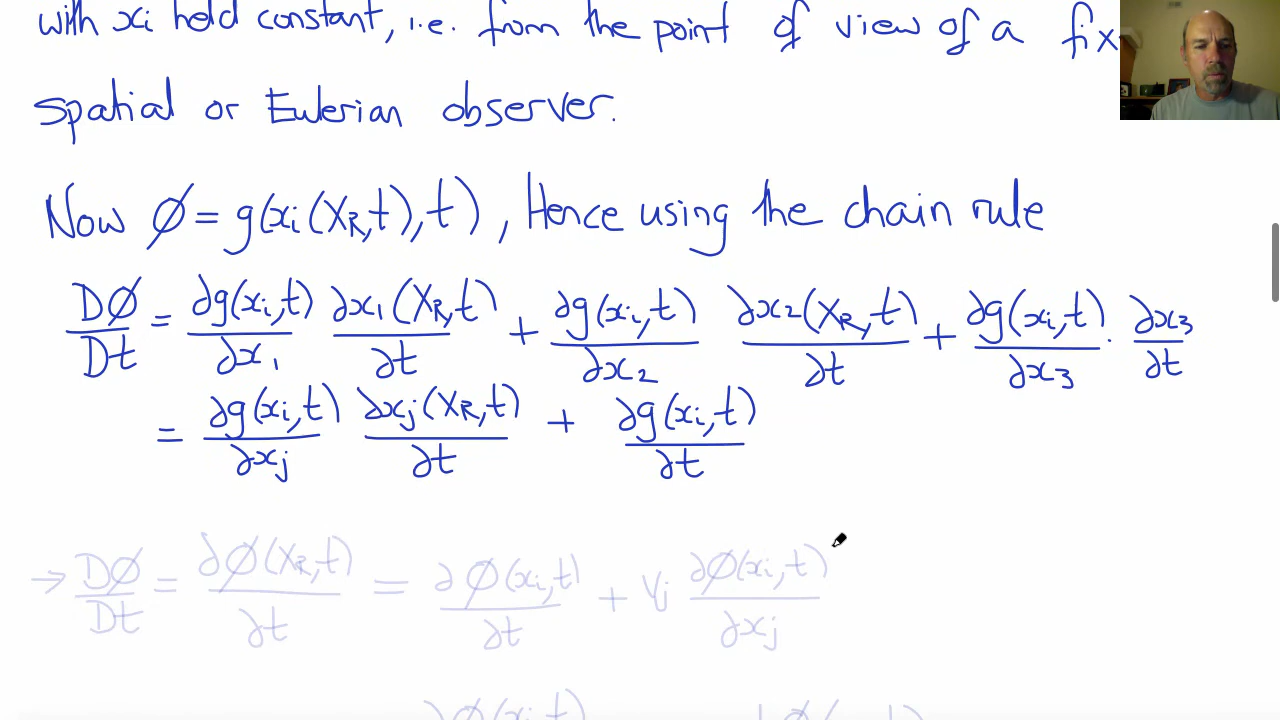 with xi held constant, i.e. from the point of view of a fix
Spatial or Eulerian observer.
Now ø = g(xi(XR,t),t), Hence using the chain rule
Dø/Dt = ∂g(xi,t)/∂x1 ∂x1(XR,t)/∂t + ∂g(xi,t)/∂x2 ∂x2(XR,t)/∂t + ∂g(xi,t)/∂x3 · ∂x3/∂t
= ∂g(xi,t)/∂xj ∂xj(XR,t)/∂t + ∂g(xi,t)/∂t
→ Dø/Dt = ∂ø(XR,t)/∂t = ∂ø(xi,t)/∂t + Vj ∂ø(xi,t)/∂xj